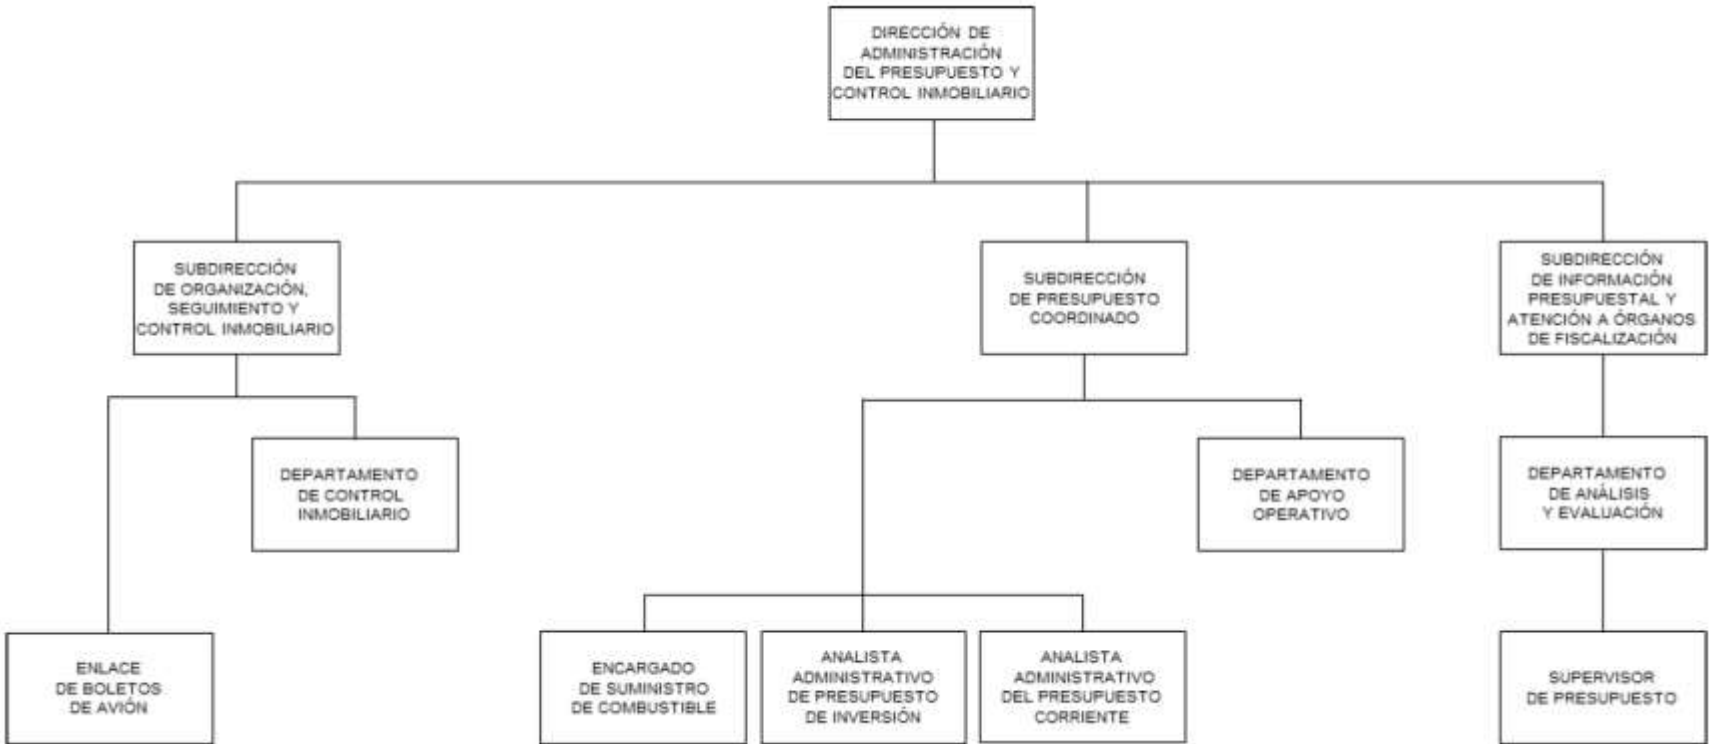 DIRECCIÓN DE
ADMINISTRACIÓN
DEL PRESUPUESTO Y
CONTROL INMOBILIARIO
SUBDIRECCIÓN
DE ORGANIZACIÓN,
SEGUIMIENTO Y
CONTROL INMOBILIARIO
SUBDIRECCIÓN
DE PRESUPUESTO
COORDINADO
SUBDIRECCIÓN
DE INFORMACIÓN
PRESUPUESTAL Y
ATENCIÓN A ÓRGANOS
DE FISCALIZACIÓN
DEPARTAMENTO
DE CONTROL
INMOBILIARIO
DEPARTAMENTO
DE APOYO
OPERATIVO
DEPARTAMENTO
DE ANÁLISIS
Y EVALUACIÓN
ENLACE
DE BOLETOS
DE AVIÓN
ENCARGADO
DE SUMINISTRO
DE COMBUSTIBLE
ANALISTA
ADMINISTRATIVO
DE PRESUPUESTO
DE INVERSIÓN
ANALISTA
ADMINISTRATIVO
DEL PRESUPUESTO
CORRIENTE
SUPERVISOR
DE PRESUPUESTO